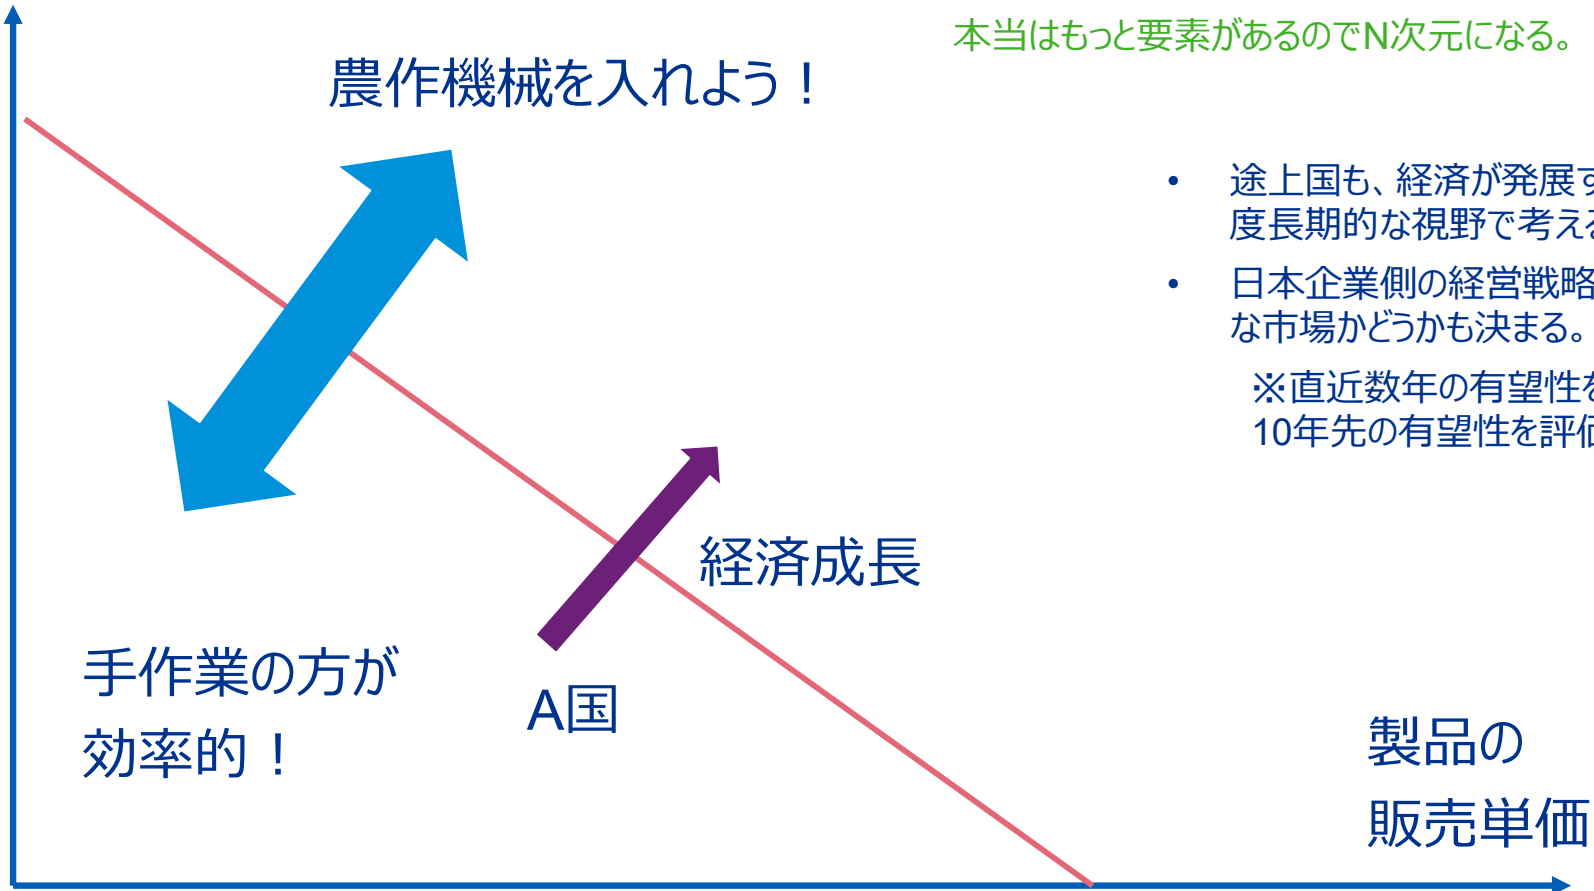 本当はもっと要素があるのでN次元になる。
農作機械を入れよう！
• 途上国も、経済が発展す
度長期的な視野で考える
• 日本企業側の経営戦略
な市場かどうかも決まる。
※直近数年の有望性を
10年先の有望性を評価
経済成長
手作業の方が
効率的！
A国
製品の
販売単価